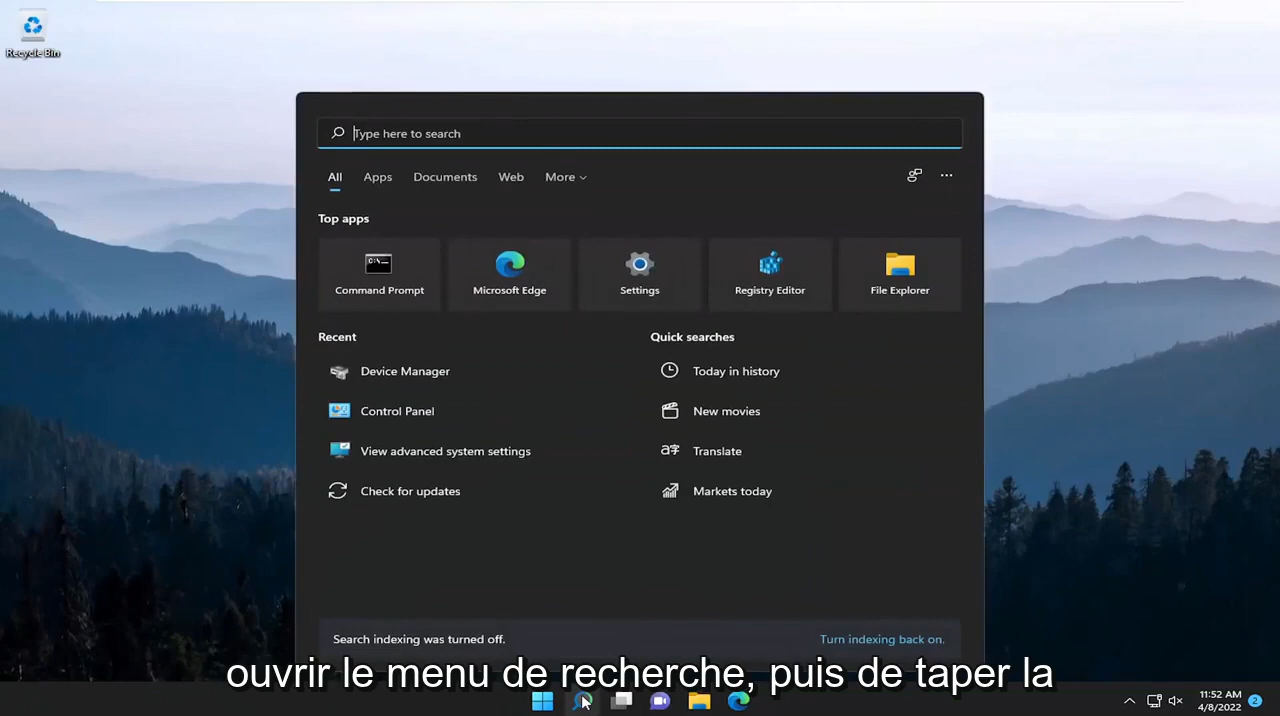 Recycle Bin
Type here to search
All Apps Documents Web More
Top apps
Command Prompt Microsoft Edge Settings Registry Editor File Explorer
Recent Quick searches
Device Manager Today in history
Control Panel New movies
View advanced system settings Translate
Check for updates Markets today
Search indexing was turned off. Turn indexing back on.
ouvrir le menu de recherche, puis de taper la
11:52 AM
4/8/2022 2